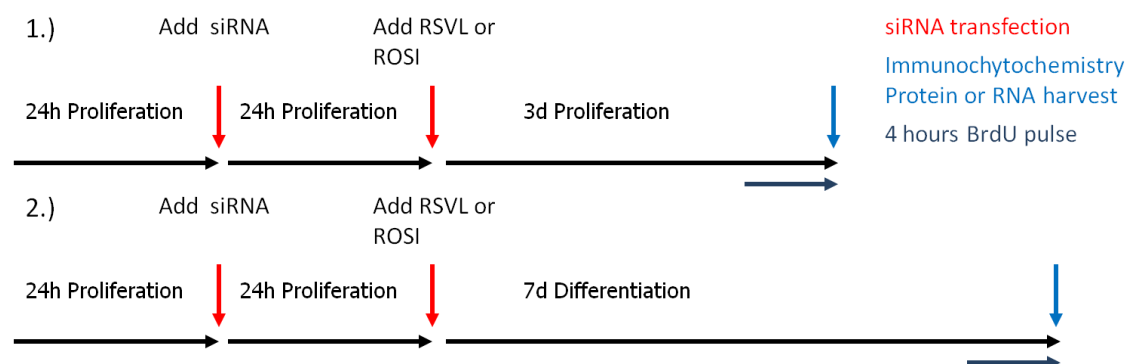 1.)
Add siRNA
Add RSVL or
ROSI
siRNA transfection
Immunochytochemistry
Protein or RNA harvest
4 hours BrdU pulse
24h Proliferation
24h Proliferation
3d Proliferation
2.)
Add siRNA
Add RSVL or
ROSI
24h Proliferation
24h Proliferation
7d Differentiation